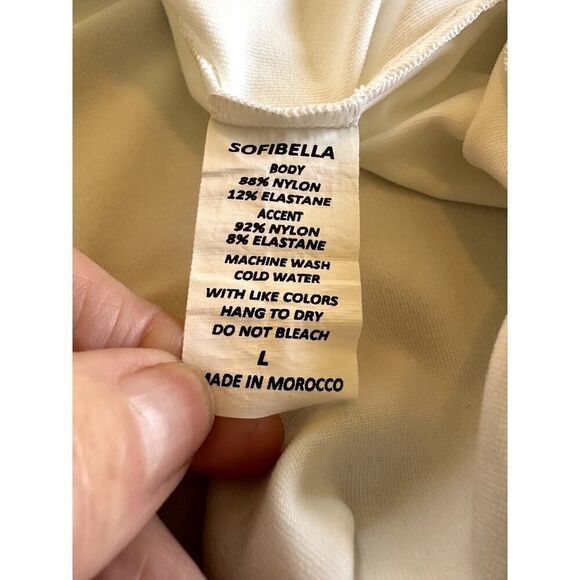 SOFIBELLA
BODY
88% NYLON
12% ELASTANE
ACCENT
92% NYLON
8% ELASTANE
MACHINE WASH
COLD WATER
WITH LIKE COLORS
HANG TO DRY
DO NOT BLEACH
L
MADE IN MOROCCO